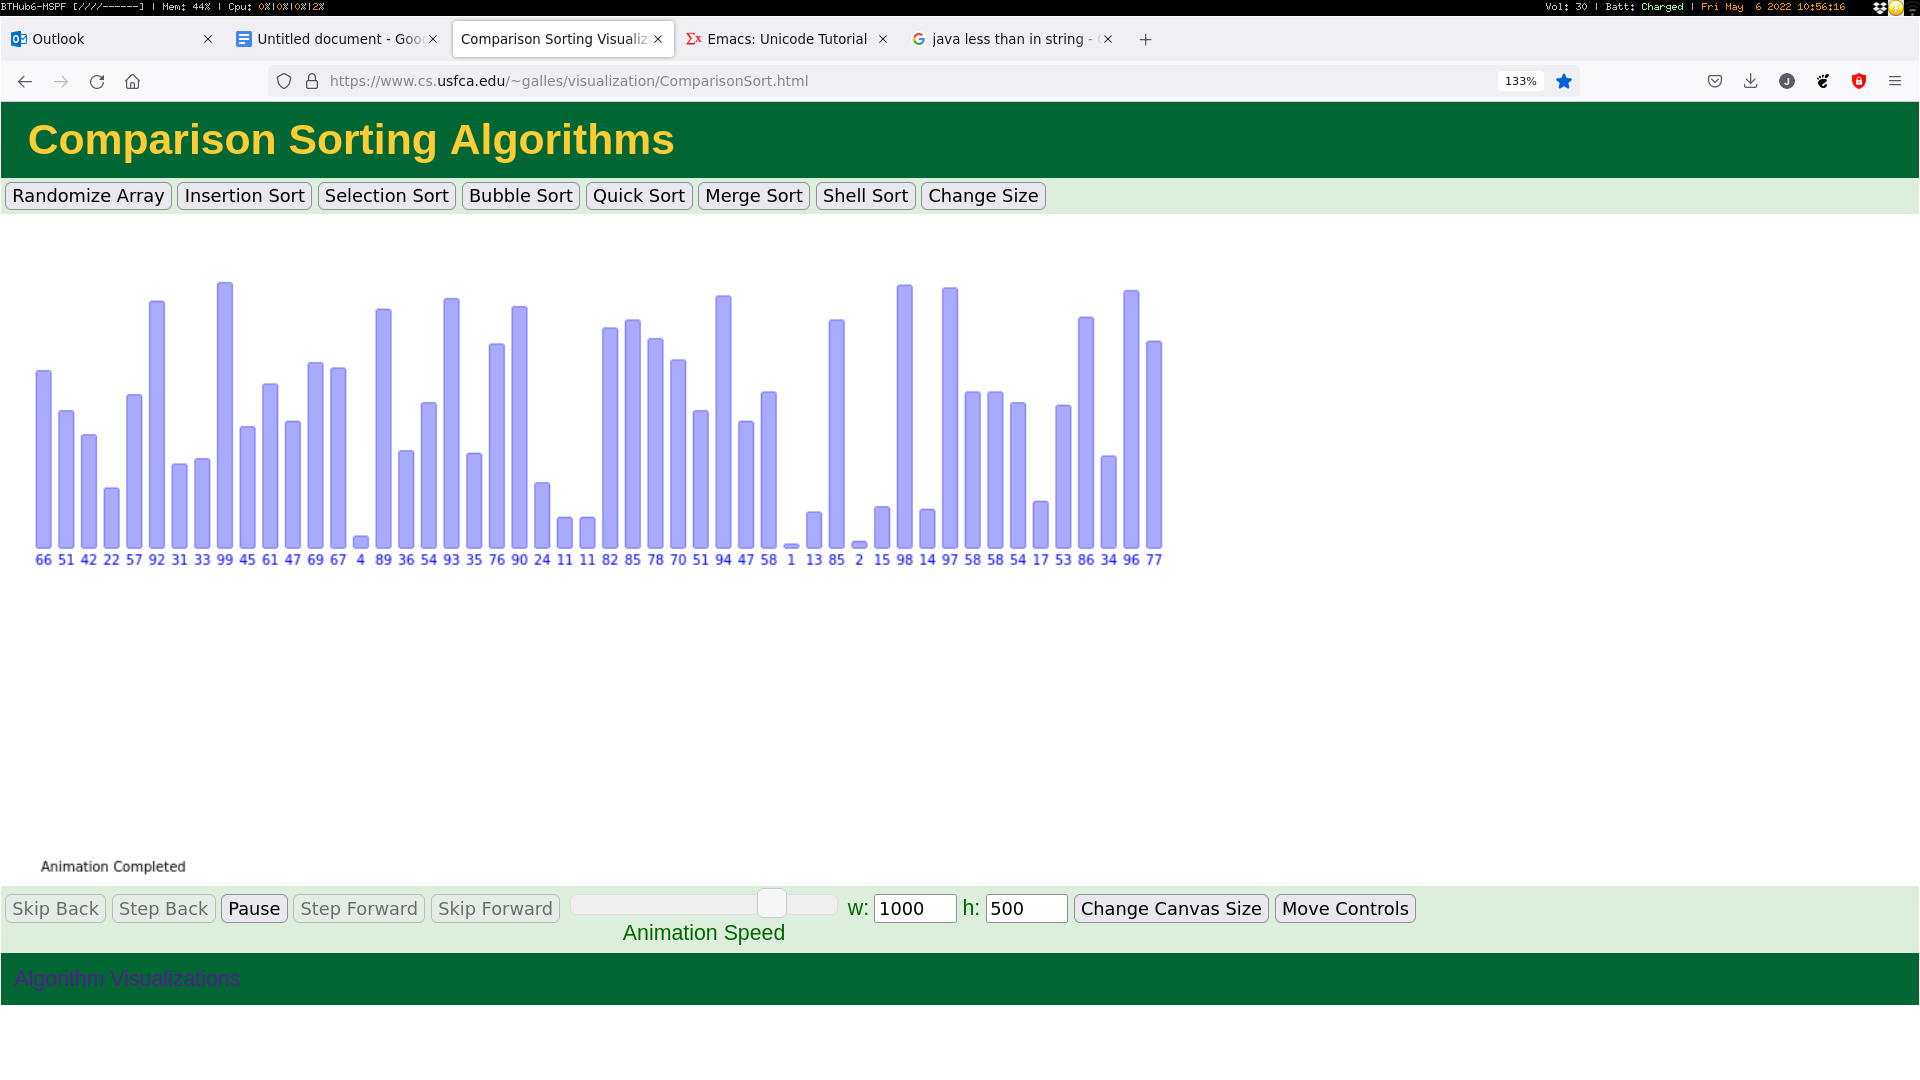 BTHub6-MSPF [////------] | Mem: 44% | Cpu: 0%|0%|0%|2% Vol: 30 | Batt: Charged | Fri May  6 2022 10:56:16
Outlook Untitled document - Goo Comparison Sorting Visualiz Emacs: Unicode Tutorial java less than in string -
https://www.cs.usfca.edu/~galles/visualization/ComparisonSort.html 133% J
Comparison Sorting Algorithms
Randomize Array Insertion Sort Selection Sort Bubble Sort Quick Sort Merge Sort Shell Sort Change Size
66 51 42 22 57 92 31 33 99 45 61 47 69 67 4 89 36 54 93 35 76 90 24 11 11 82 85 78 70 51 94 47 58 1 13 85 2 15 98 14 97 58 58 54 17 53 86 34 96 77
Animation Completed
Skip Back Step Back Pause Step Forward Skip Forward w: 1000 h: 500 Change Canvas Size Move Controls
Animation Speed
Algorithm Visualizations